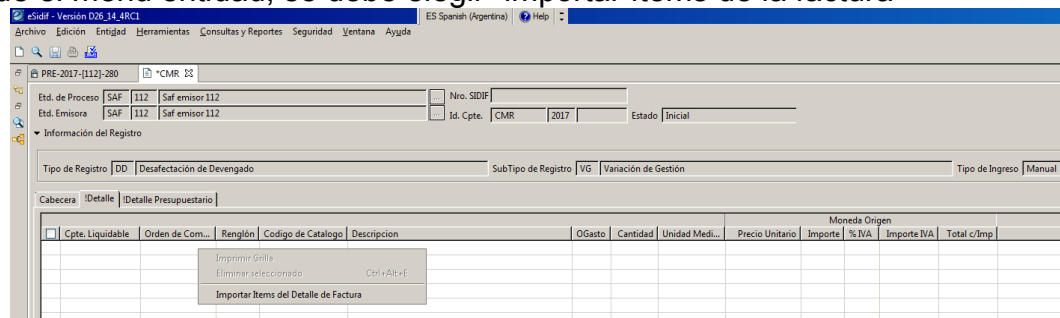 de el menú entidad, se debe elegir "Importar ítems de la factura"
eSidif - Versión D26_14_4RC1
ES Spanish (Argentina) Help
Archivo Edición Entidad Herramientas Consultas y Reportes Seguridad Ventana Ayuda
PRE-2017-[112]-280 *CMR
Etd. de Proceso SAF 112 Saf emisor 112 ... Nro. SIDIF
Etd. Emisora SAF 112 Saf emisor 112 ... Id. Cpte. CMR 2017 Estado Inicial
Información del Registro
Tipo de Registro DD Desafectación de Devengado SubTipo de Registro VG Variación de Gestión Tipo de Ingreso Manual
Cabecera !Detalle !Detalle Presupuestario
Moneda Origen
Cpte. Liquidable Orden de Com... Renglón Codigo de Catalogo Descripcion OGasto Cantidad Unidad Medi... Precio Unitario Importe % IVA Importe IVA Total c/Imp
Imprimir Grilla
Eliminar seleccionado Ctrl+Alt+E
Importar Items del Detalle de Factura